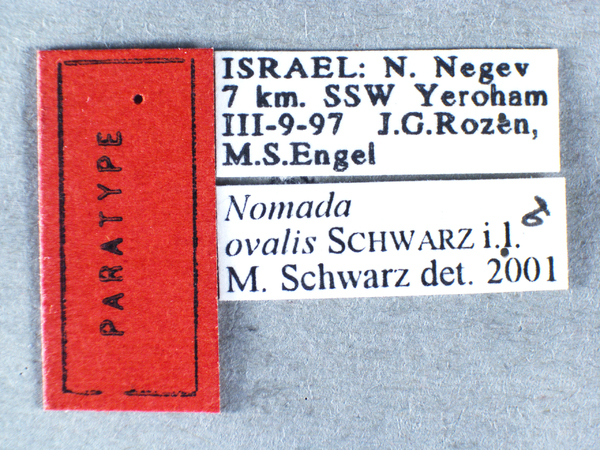 PARATYPE
ISRAEL: N. Negev
7 km. SSW Yeroham
III-9-97 J.G.Rozen,
M.S.Engel
Nomada
ovalis SCHWARZ i.l.
M. Schwarz det. 2001